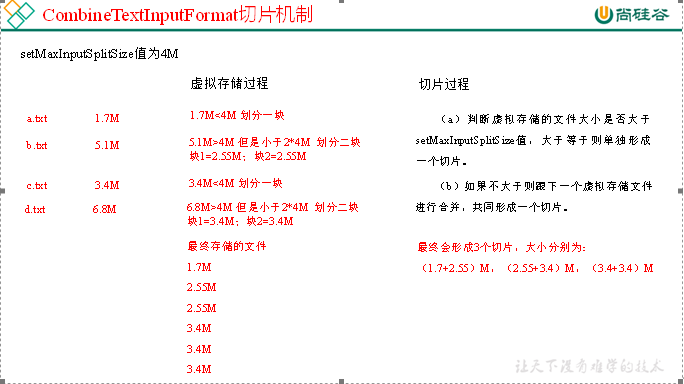 CombineTextInputFormat切片机制
尚硅谷
setMaxInputSplitSize值为4M
虚拟存储过程
切片过程
a.txt 1.7M 1.7M<4M 划分一块
b.txt 5.1M 5.1M>4M 但是小于2*4M 划分二块
块1=2.55M；块2=2.55M
c.txt 3.4M 3.4M<4M 划分一块
d.txt 6.8M 6.8M>4M 但是小于2*4M 划分二块
块1=3.4M；块2=3.4M
最终存储的文件
1.7M
2.55M
2.55M
3.4M
3.4M
3.4M
（a）判断虚拟存储的文件大小是否大于
setMaxInputSplitSize值，大于等于则单独形成
一个切片。
（b）如果不大于则跟下一个虚拟存储文件
进行合并，共同形成一个切片。
最终会形成3个切片，大小分别为：
（1.7+2.55）M，（2.55+3.4）M，（3.4+3.4）M
让天下没有难学的技术